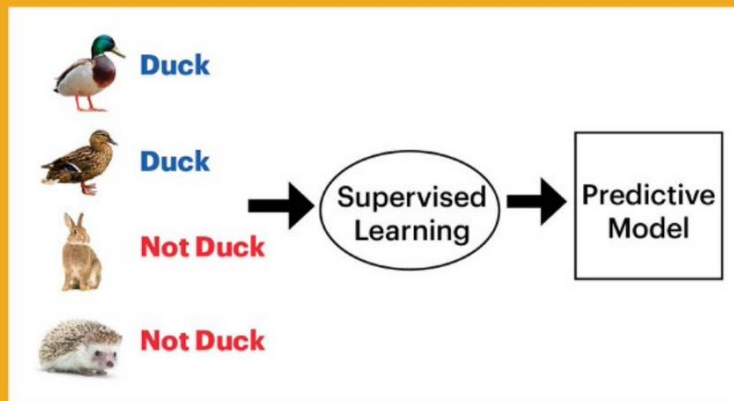 Duck
Duck
Not Duck
Not Duck
Supervised
Learning
Predictive
Model